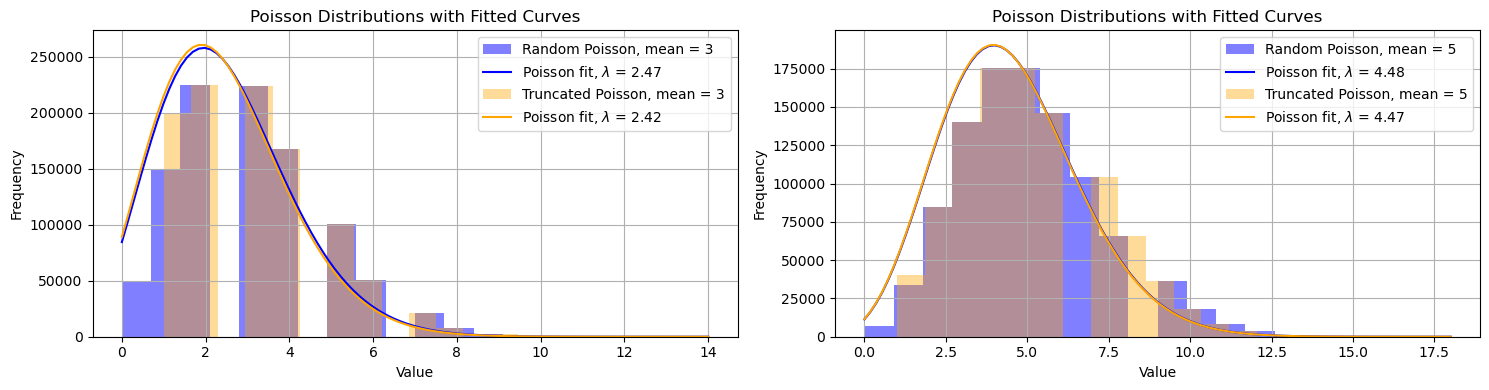 Poisson Distributions with Fitted Curves
Frequency
250000
200000
150000
100000
50000
0
Random Poisson, mean = 3
Poisson fit, λ = 2.47
Truncated Poisson, mean = 3
Poisson fit, λ = 2.42
0 2 4 6 8 10 12 14
Value
Poisson Distributions with Fitted Curves
Frequency
175000
150000
125000
100000
75000
50000
25000
0
Random Poisson, mean = 5
Poisson fit, λ = 4.48
Truncated Poisson, mean = 5
Poisson fit, λ = 4.47
0.0 2.5 5.0 7.5 10.0 12.5 15.0 17.5
Value